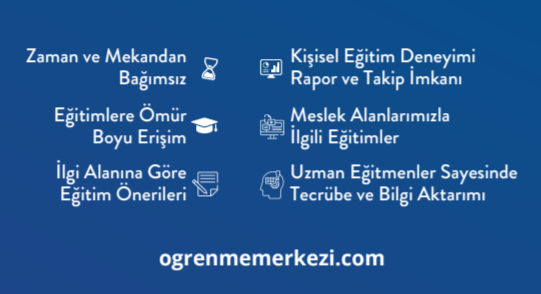 Zaman ve Mekandan
Bağımsız
Kişisel Eğitim Deneyimi
Rapor ve Takip İmkanı
Eğitimlere Ömür
Boyu Erişim
Meslek Alanlarımızla
İlgili Eğitimler
İlgi Alanına Göre
Eğitim Önerileri
Uzman Eğitmenler Sayesinde
Tecrübe ve Bilgi Aktarımı
ogrenmemerkezi.com